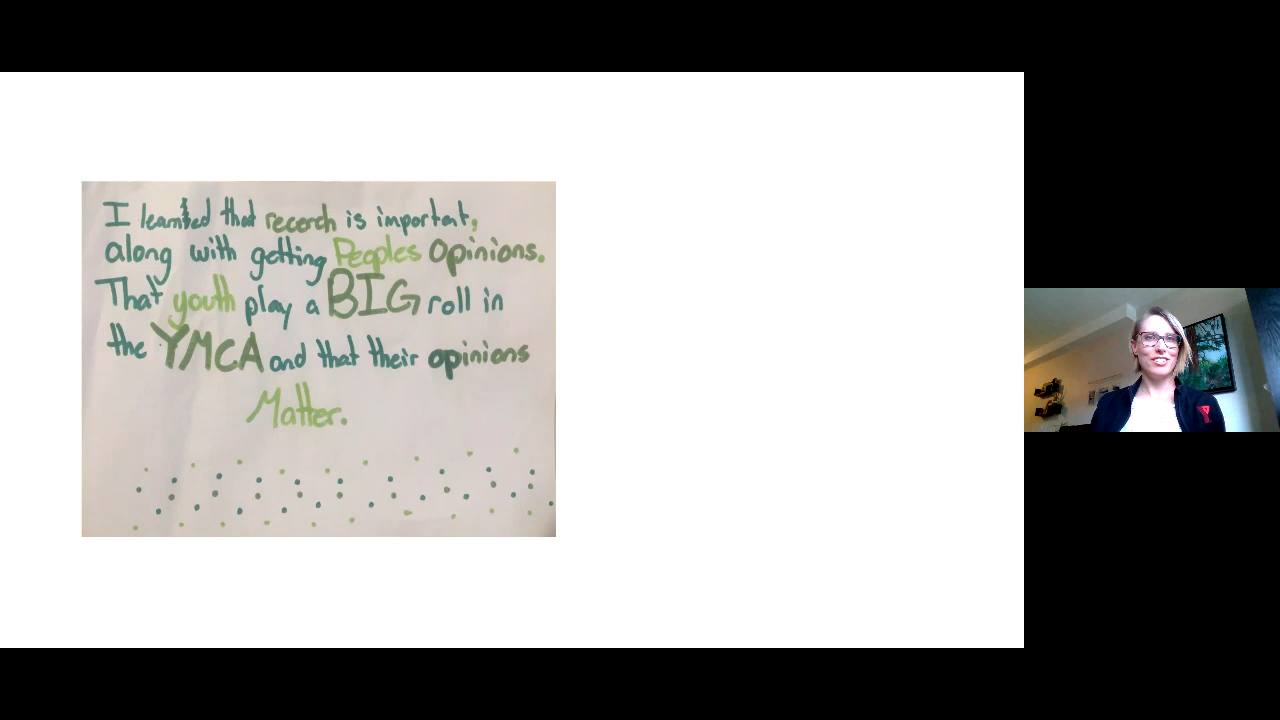 I learned that recorch is important,
along with getting Peoples Opinions.
That youth play a BIG roll in
the YMCA and that their opinions
Matter.